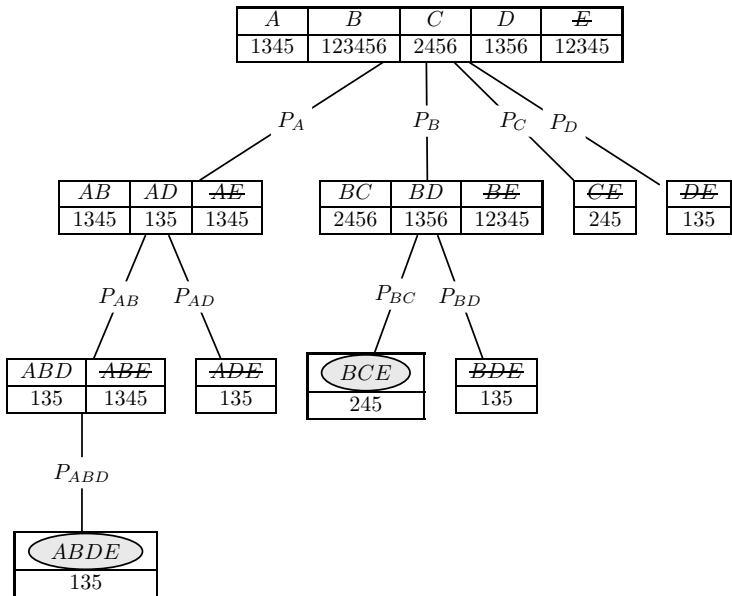 A B C D E
1345 123456 2456 1356 12345
P_A P_B P_C P_D
AB AD AE BC BD BE CE DE
1345 135 1345 2456 1356 12345 245 135
P_AB P_AD P_BC P_BD
ABD ABE ADE BCE BDE
135 1345 135 245 135
P_ABD
ABDE
135